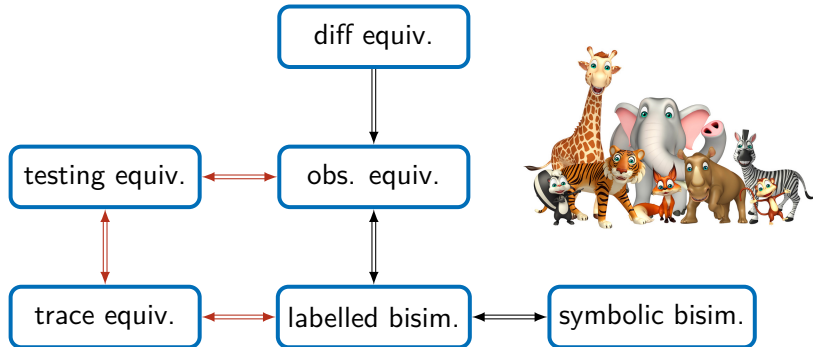 diff equiv.
testing equiv.
obs. equiv.
trace equiv.
labelled bisim.
symbolic bisim.